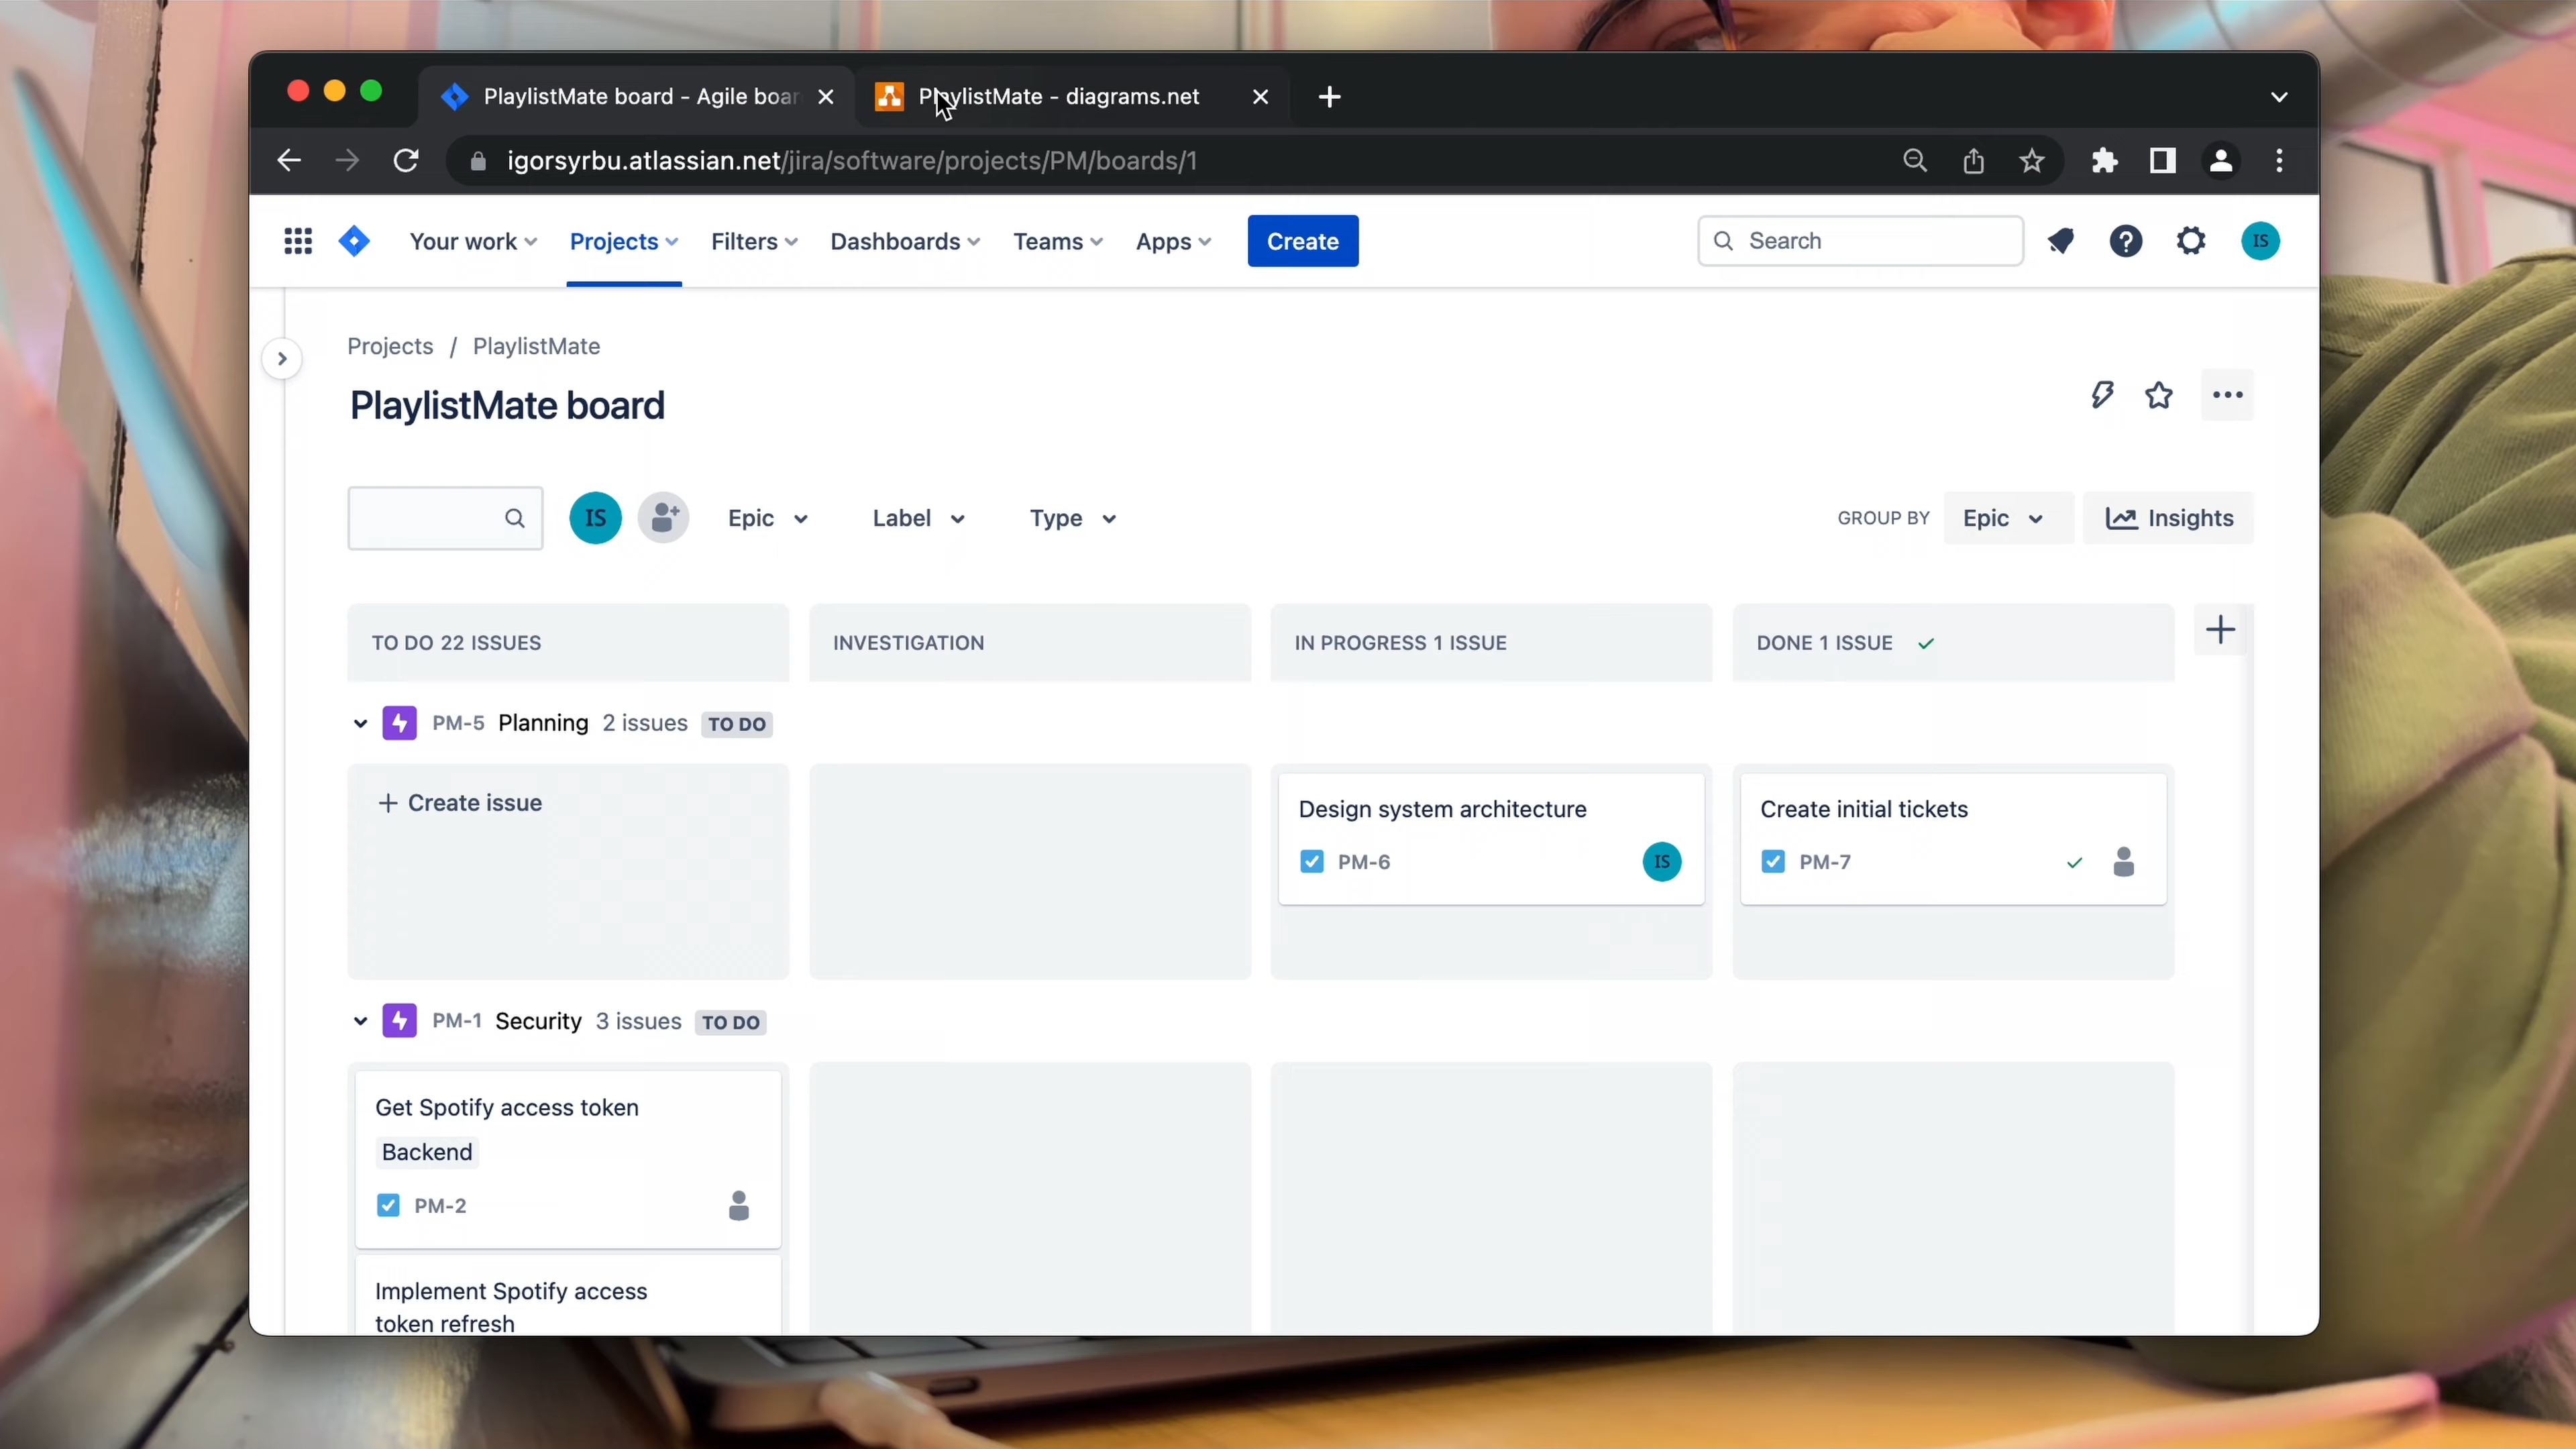 PlaylistMate board - Agile boar
PlaylistMate - diagrams.net
igorsyrbu.atlassian.net/jira/software/projects/PM/boards/1
Your work Projects Filters Dashboards Teams Apps Create Search IS
Projects / PlaylistMate
PlaylistMate board
IS Epic Label Type GROUP BY Epic Insights
TO DO 22 ISSUES INVESTIGATION IN PROGRESS 1 ISSUE DONE 1 ISSUE
PM-5 Planning 2 issues TO DO
+ Create issue
Design system architecture
PM-6 IS
Create initial tickets
PM-7
PM-1 Security 3 issues TO DO
Get Spotify access token
Backend
PM-2
Implement Spotify access
token refresh